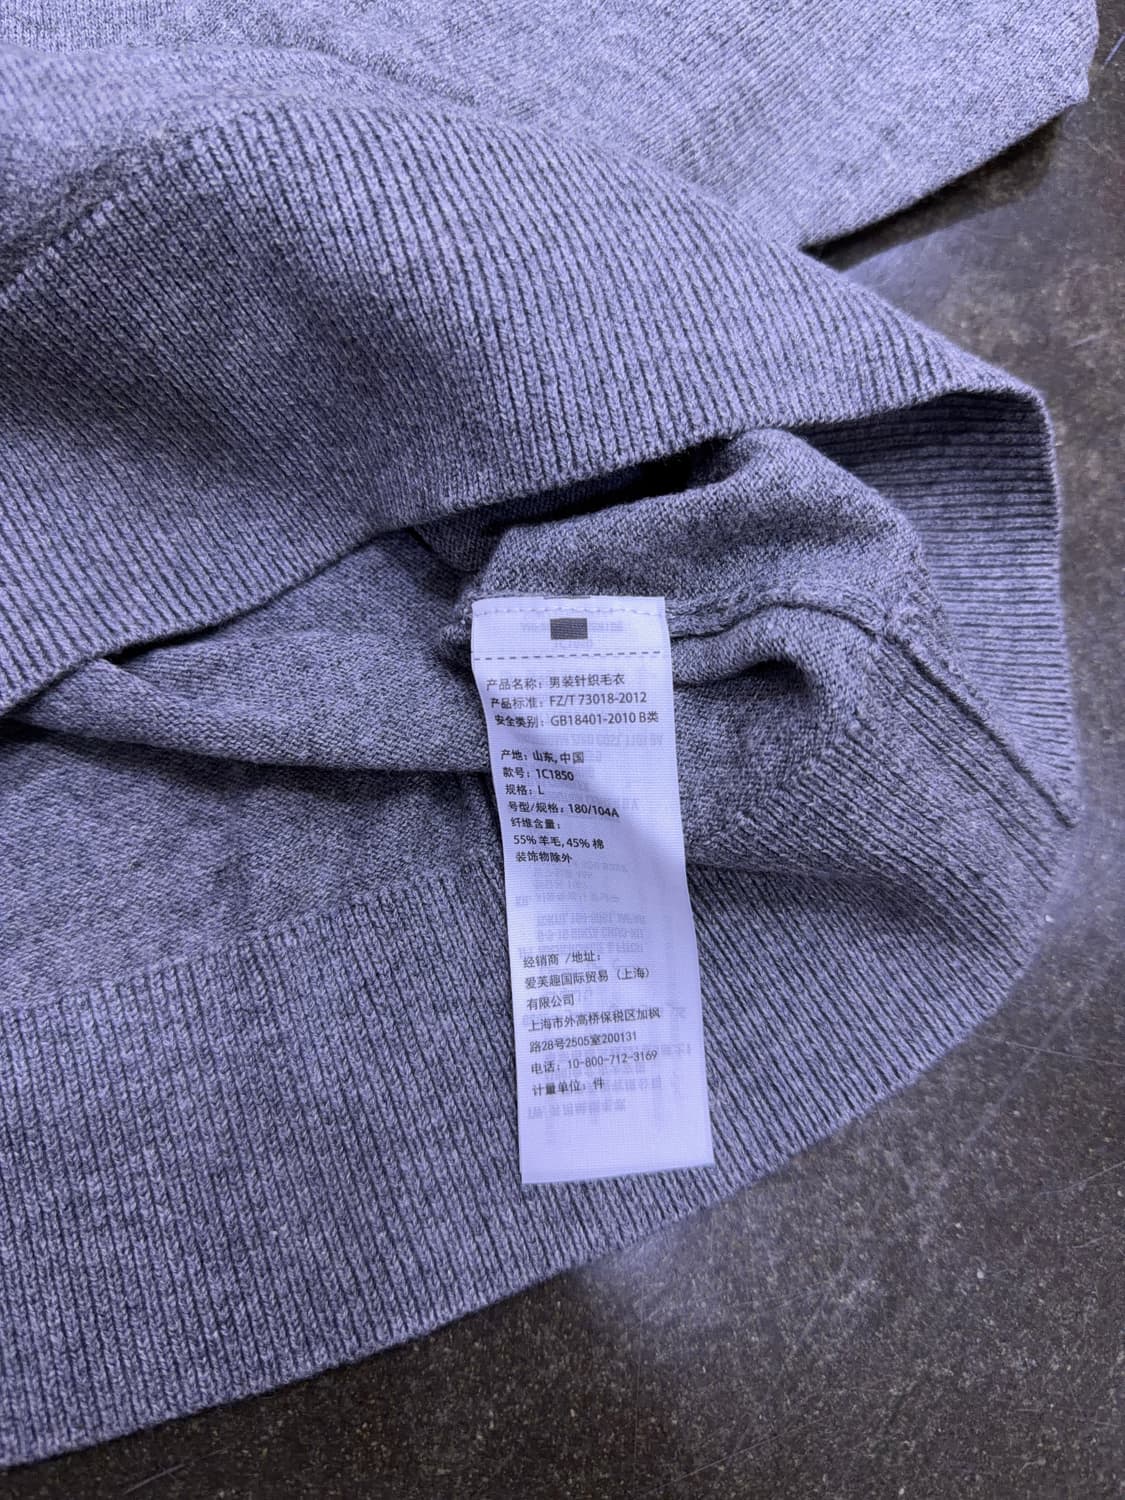 产品名称：男装针织毛衣
产品标准：FZ/T 73018-2012
安全类别：GB18401-2010 B类
产地：山东, 中国
款号：1C1850
规格：L
号型/规格：180/104A
纤维含量：
55% 羊毛, 45% 棉
装饰物除外
经销商 /地址：
爱芙趣国际贸易（上海）
有限公司
上海市外高桥保税区加枫
路28号2505室200131
电话：10-800-712-3169
计量单位：件